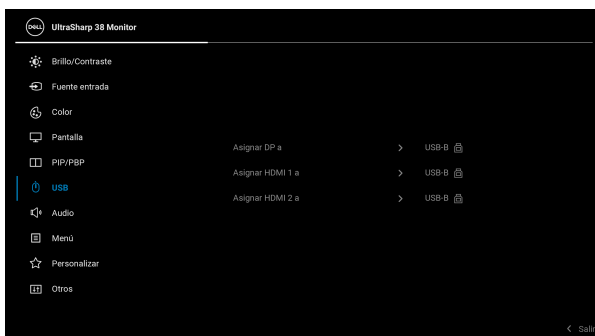 DELL UltraSharp 38 Monitor
Brillo/Contraste
Fuente entrada
Color
Pantalla
Asignar DP a > USB-B
PIP/PBP
Asignar HDMI 1 a > USB-B
USB
Asignar HDMI 2 a > USB-B
Audio
Menú
Personalizar
Otros
< Salir